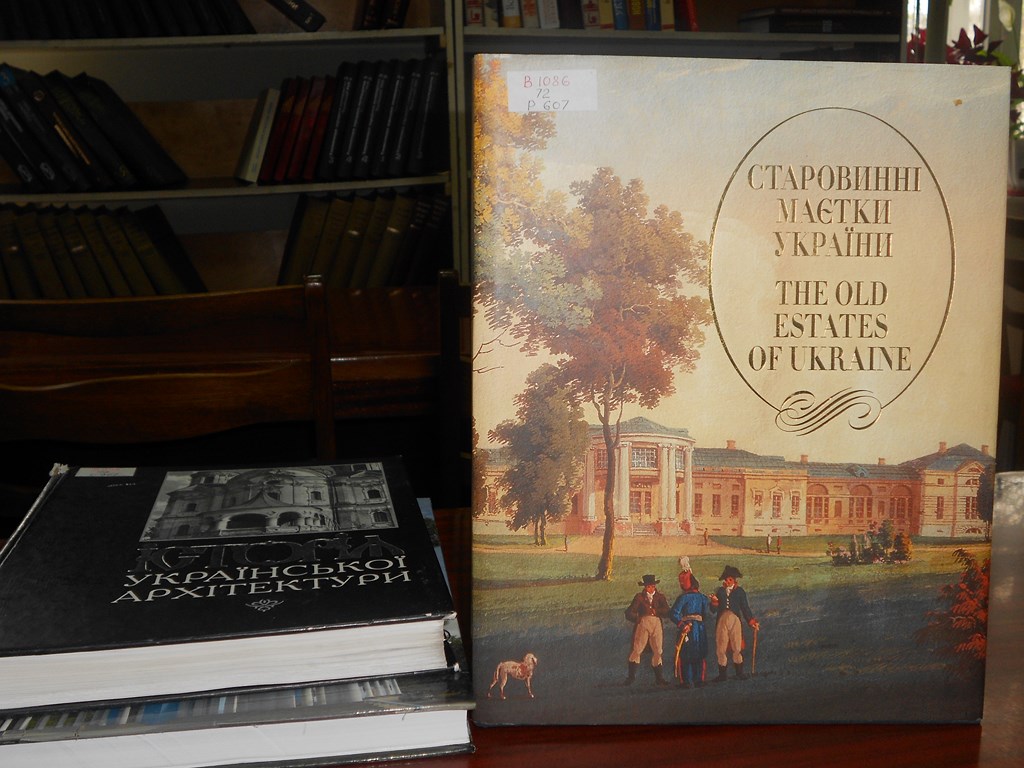 В 1086
72
Р 607
СТАРОВИННІ
МАЄТКИ
УКРАЇНИ
THE OLD
ESTATES
OF UKRAINE
ІСТОРІЯ
УКРАЇНСЬКОЇ
АРХІТЕКТУРИ